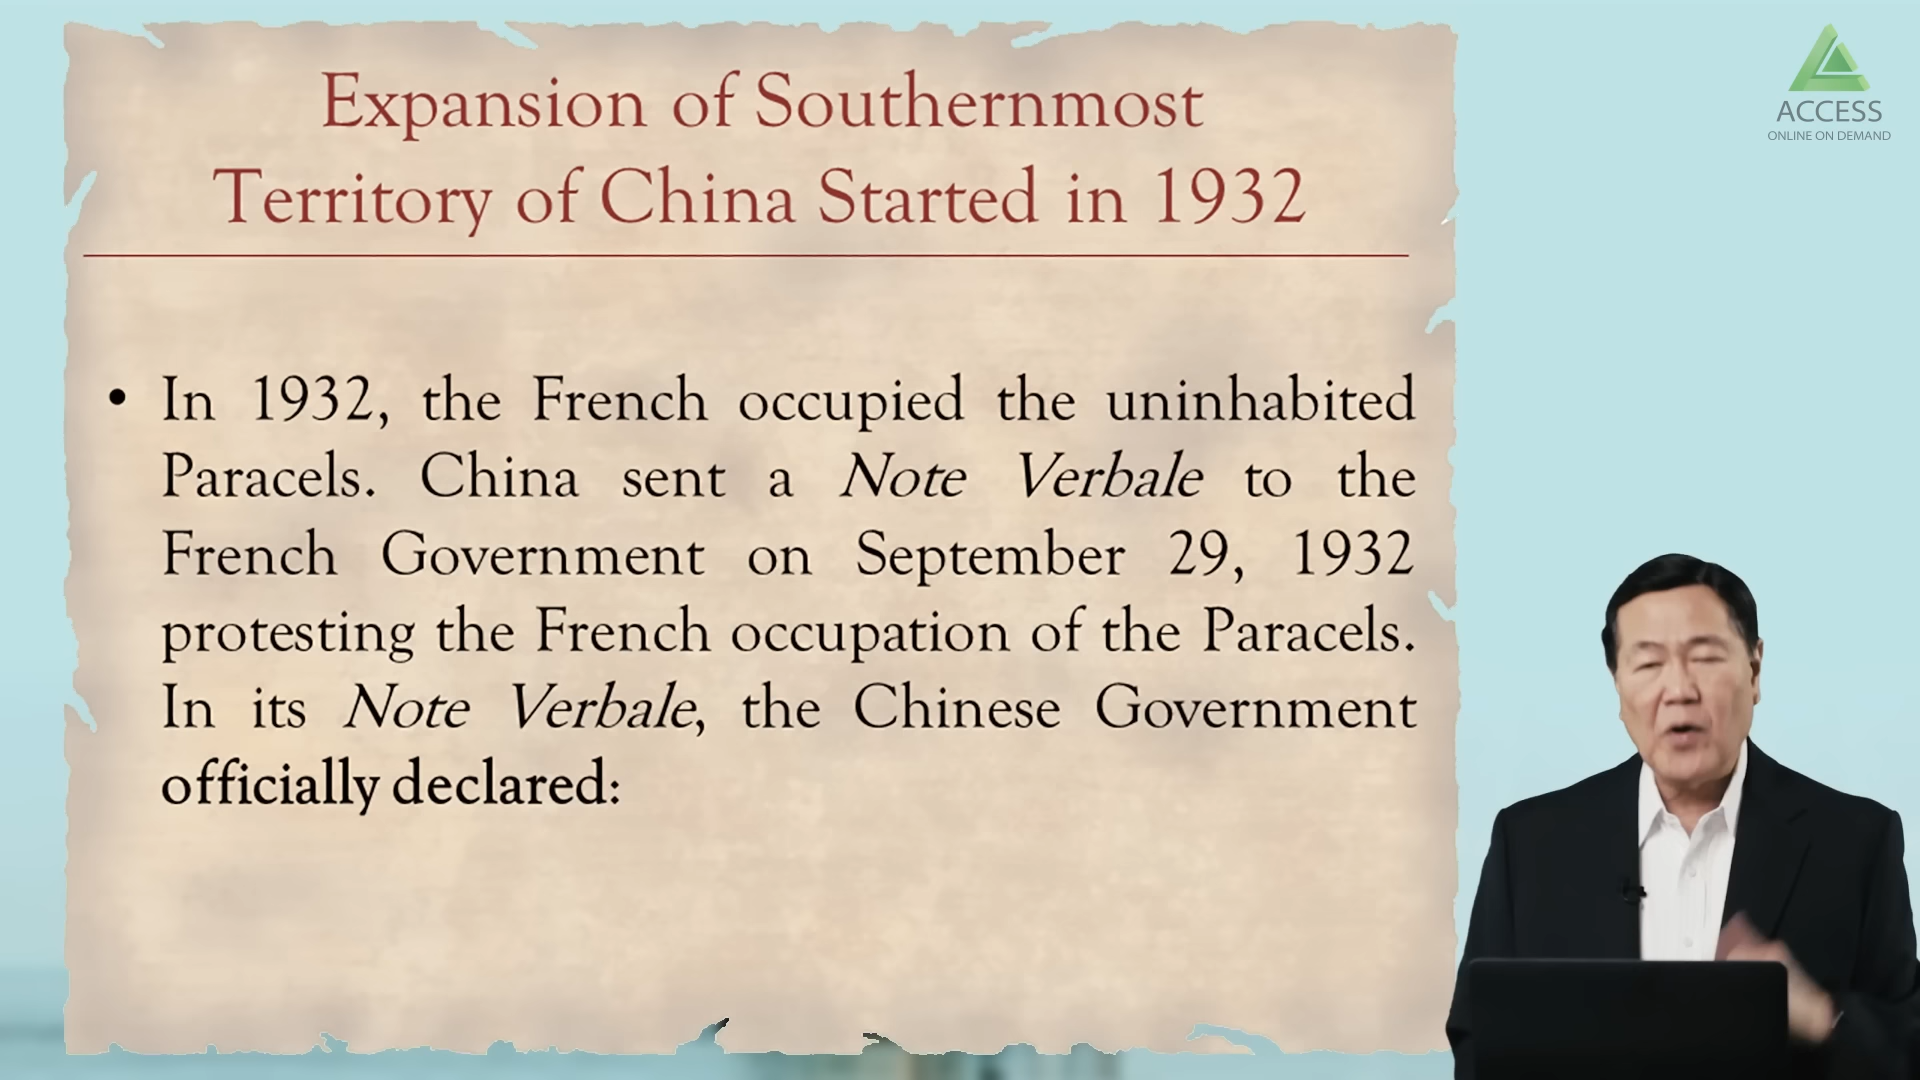 Expansion of Southernmost
Territory of China Started in 1932
• In 1932, the French occupied the uninhabited
Paracels. China sent a Note Verbale to the
French Government on September 29, 1932
protesting the French occupation of the Paracels.
In its Note Verbale, the Chinese Government
officially declared:
ACCESS
ONLINE ON DEMAND